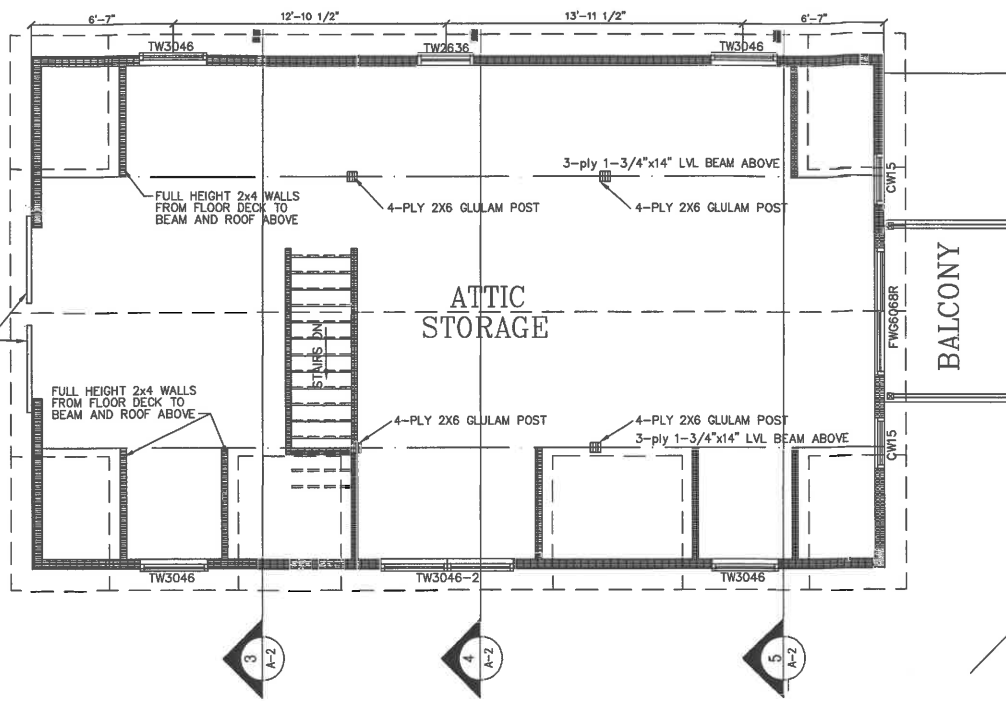 6'-7" 12'-10 1/2" 13'-11 1/2" 6'-7"
TW3046 TW2636 TW3046
3-ply 1-3/4"x14" LVL BEAM ABOVE
CW15
FULL HEIGHT 2x4 WALLS
FROM FLOOR DECK TO
BEAM AND ROOF ABOVE
4-PLY 2X6 GLULAM POST
4-PLY 2X6 GLULAM POST
ATTIC
STORAGE
STAIRS DN
FWG6068R
BALCONY
FULL HEIGHT 2x4 WALLS
FROM FLOOR DECK TO
BEAM AND ROOF ABOVE
4-PLY 2X6 GLULAM POST
4-PLY 2X6 GLULAM POST
3-ply 1-3/4"x14" LVL BEAM ABOVE
CW15
TW3046 TW3046-2 TW3046
3 A-2
4 A-2
5 A-2